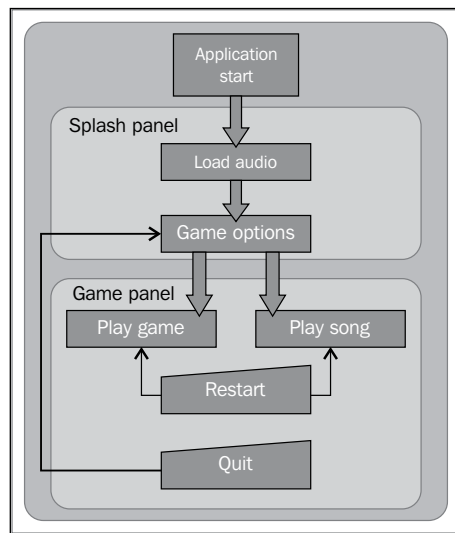 Application
start
Splash panel
Load audio
Game options
Game panel
Play game
Play song
Restart
Quit